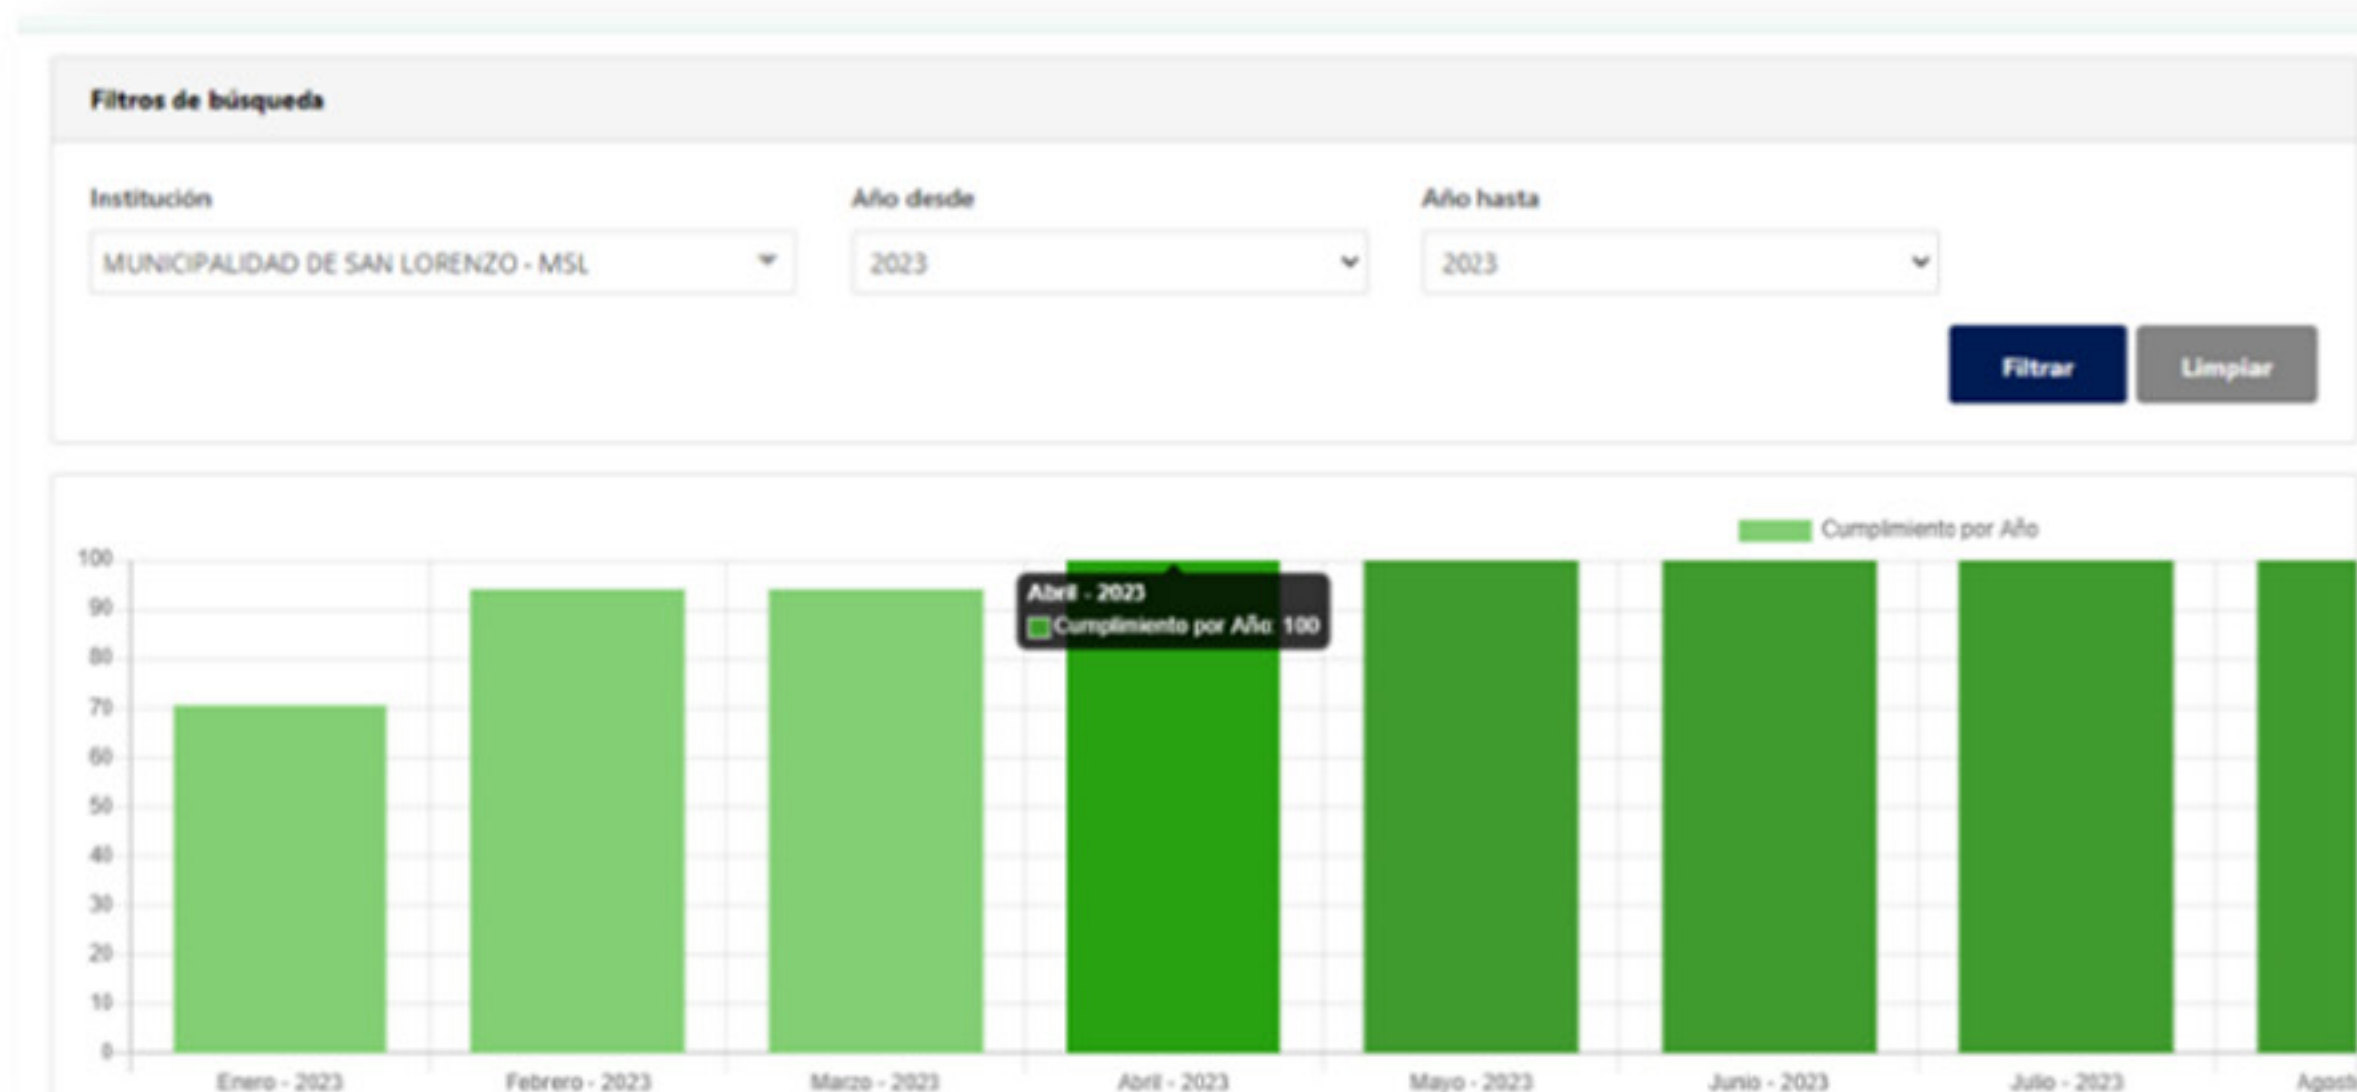 Filtros de búsqueda
Institución
Año desde
Año hasta
MUNICIPALIDAD DE SAN LORENZO - MSL
2023
2023
Filtrar
Limpiar
Cumplimiento por Año
100
90
80
70
60
50
40
30
20
10
0
Abril - 2023
Cumplimiento por Año: 100
Enero - 2023
Febrero - 2023
Marzo - 2023
Abril - 2023
Mayo - 2023
Junio - 2023
Julio - 2023
Agost